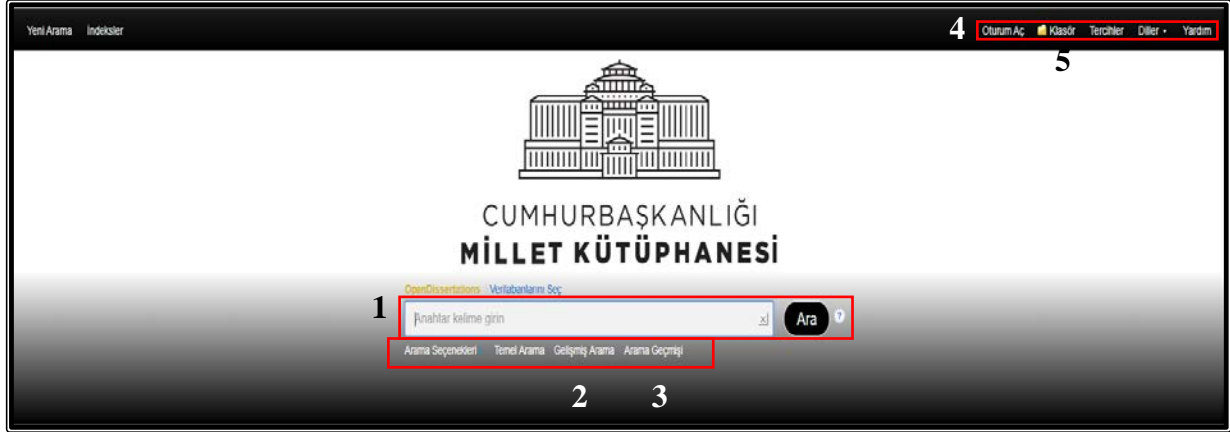 Yeni Arama İndeksler
4 Oturum Aç Klasör Tercihler Diller Yardım
5
CUMHURBAŞKANLIĞI
MİLLET KÜTÜPHANESİ
OpenDissertations Veritabanlarını Seç
1 Anahtar kelime girin x Ara ?
Arama Seçenekleri Temel Arama Gelişmiş Arama Arama Geçmişi
2 3